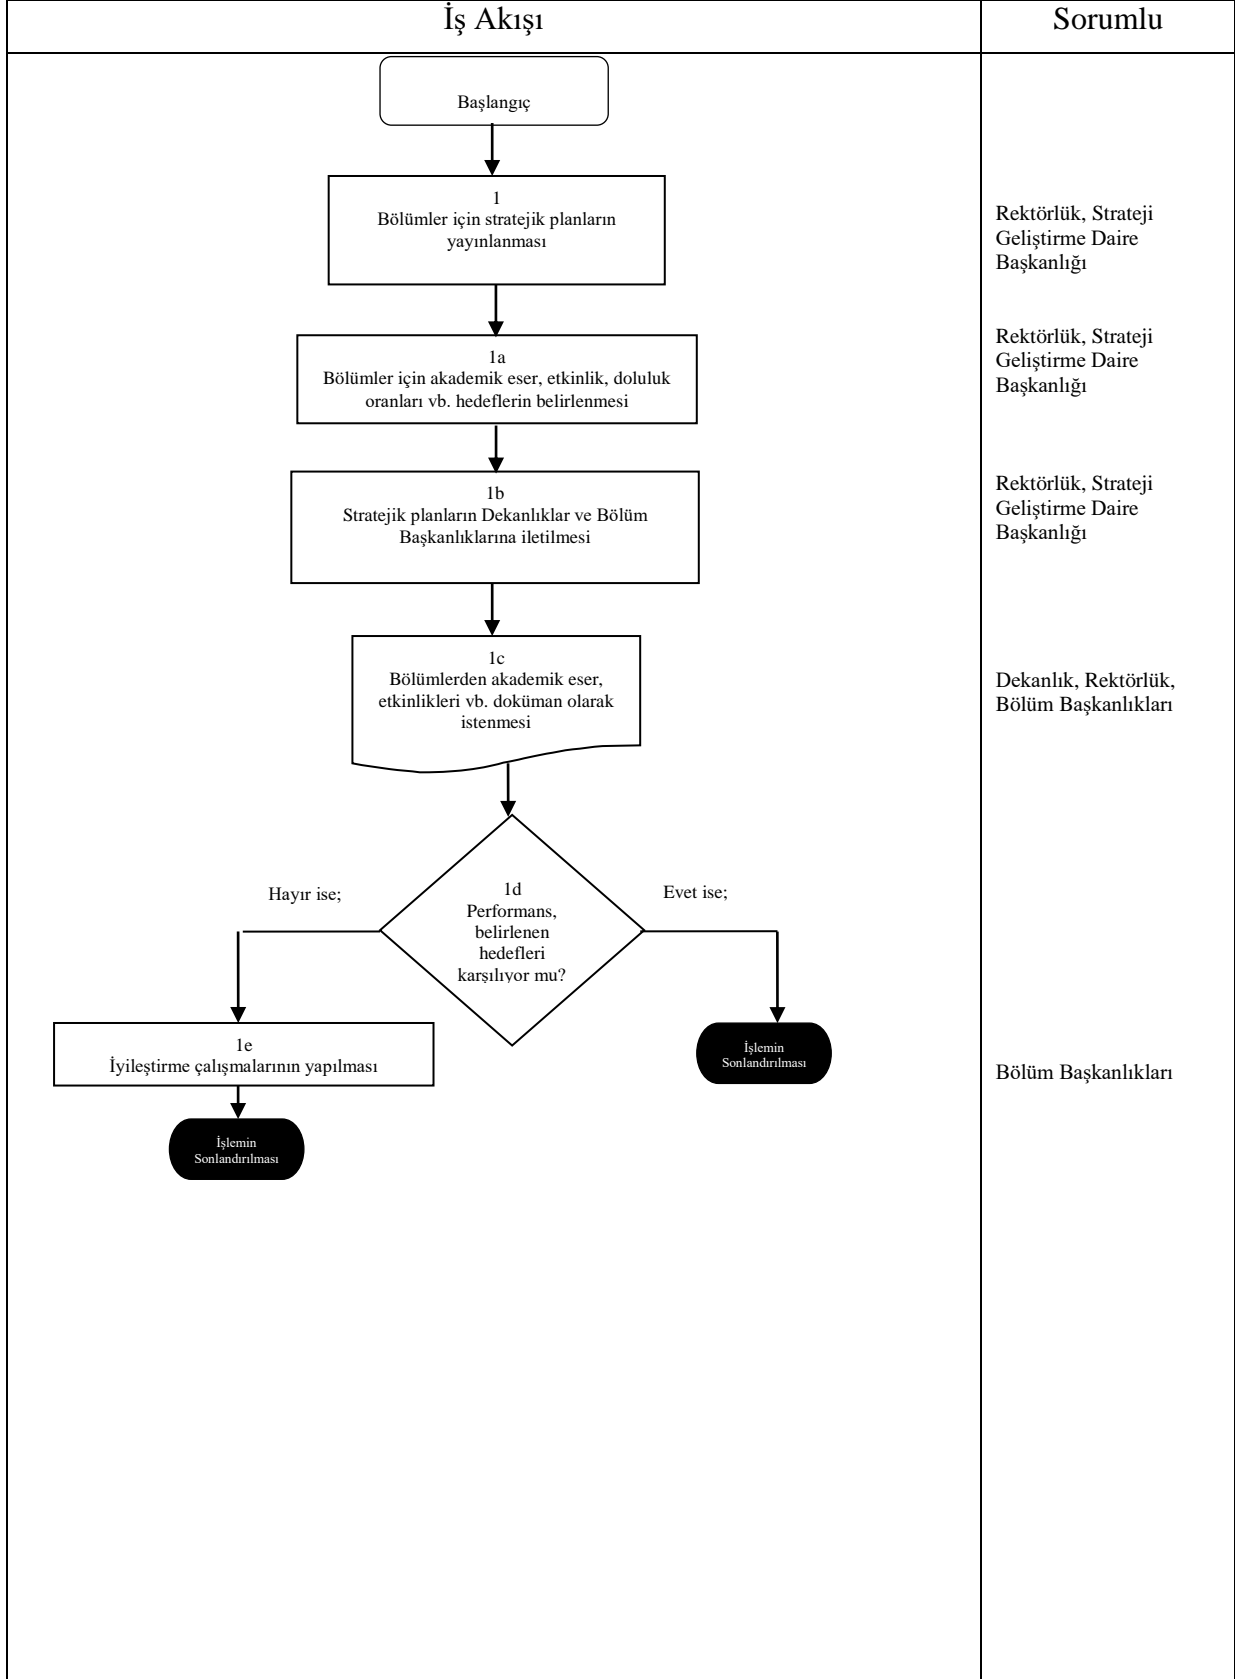 İş Akışı
Sorumlu
Başlangıç
1
Bölümler için stratejik planların
yayınlanması
Rektörlük, Strateji
Geliştirme Daire
Başkanlığı
1a
Bölümler için akademik eser, etkinlik, doluluk
oranları vb. hedeflerin belirlenmesi
Rektörlük, Strateji
Geliştirme Daire
Başkanlığı
1b
Stratejik planların Dekanlıklar ve Bölüm
Başkanlıklarına iletilmesi
Rektörlük, Strateji
Geliştirme Daire
Başkanlığı
1c
Bölümlerden akademik eser,
etkinlikleri vb. doküman olarak
istenmesi
Dekanlık, Rektörlük,
Bölüm Başkanlıkları
1d
Performans,
belirlenen
hedefleri
karşılıyor mu?
Hayır ise;
Evet ise;
1e
İyileştirme çalışmalarının yapılması
İşlemin
Sonlandırılması
Bölüm Başkanlıkları
İşlemin
Sonlandırılması